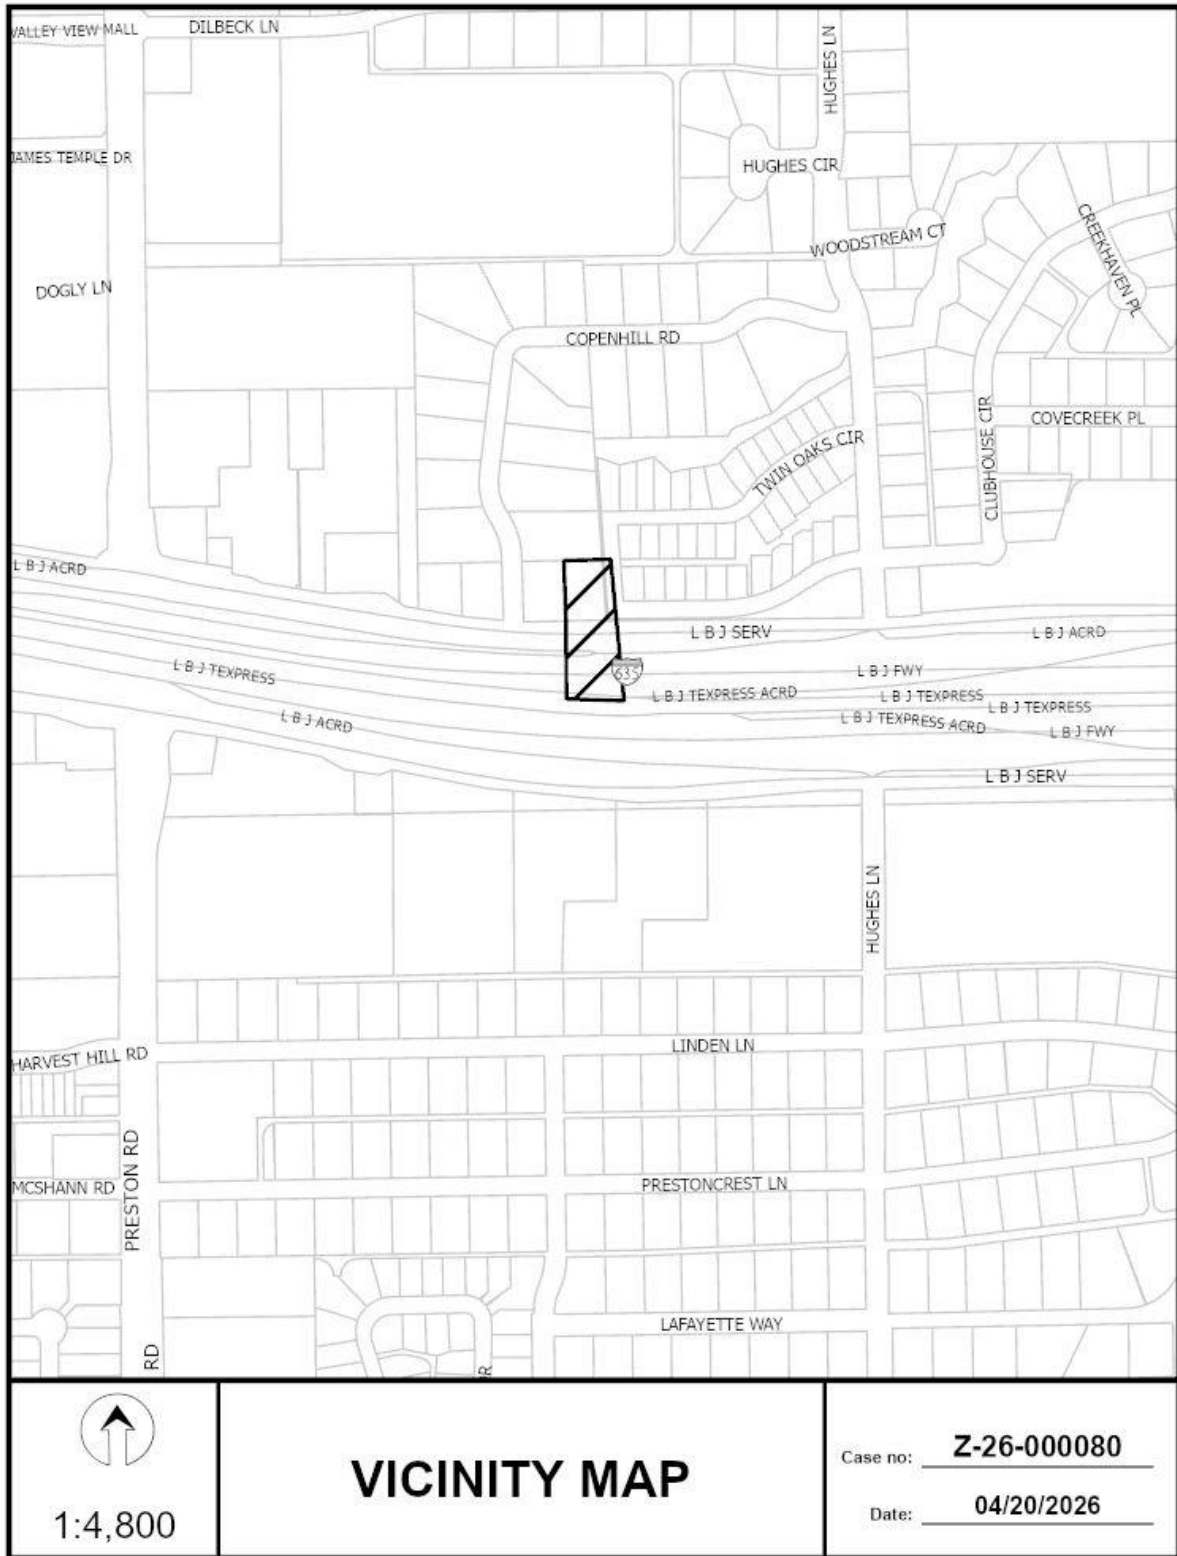 VALLEY VIEW MALL
DILBECK LN
HUGHES LN
JAMES TEMPLE DR
HUGHES CIR
WOODSTREAM CT
CREEKHAVEN PL
DOGLY LN
COPENHILL RD
CLUBHOUSE CIR
COVECREEK PL
TWIN OAKS CIR
L B J ACRD
L B J SERV
L B J ACRD
L B J TEXPRESS
635
L B J FWY
L B J TEXPRESS ACRD
L B J TEXPRESS
L B J TEXPRESS
L B J ACRD
L B J TEXPRESS ACRD
L B J FWY
L B J SERV
HUGHES LN
LINDEN LN
HARVEST HILL RD
PRESTON RD
MCSHANN RD
PRESTONCREST LN
LAFAYETTE WAY
RD
1:4,800
VICINITY MAP
Case no: Z-26-000080
Date: 04/20/2026